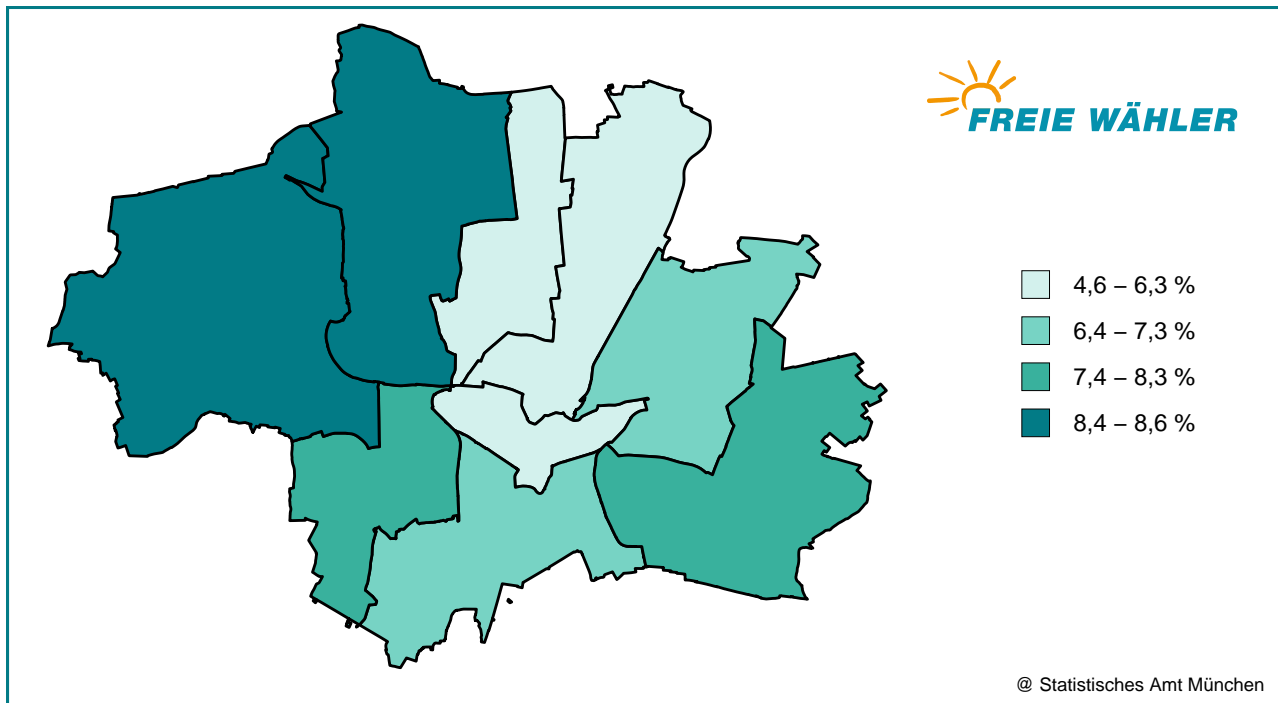 FREIE WÄHLER
4,6 – 6,3 %
6,4 – 7,3 %
7,4 – 8,3 %
8,4 – 8,6 %
@ Statistisches Amt München